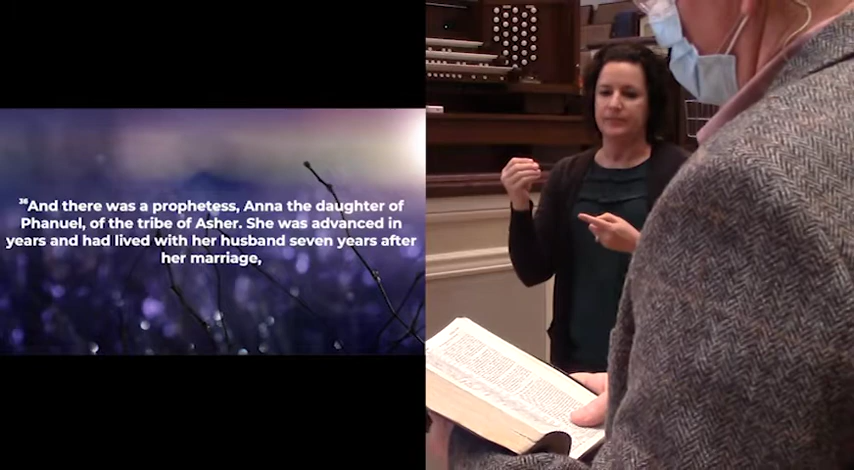 ³⁶And there was a prophetess, Anna the daughter of
Phanuel, of the tribe of Asher. She was advanced in
years and had lived with her husband seven years after
her marriage,